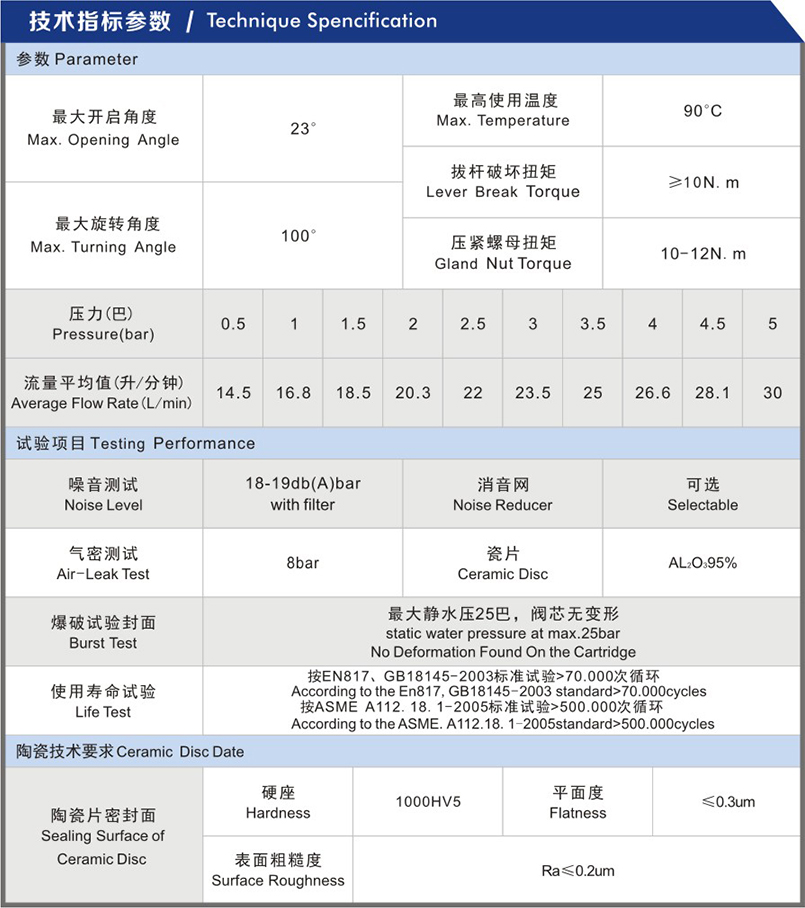 技术指标参数 / Technique Spencification
参数 Parameter
最大开启角度
Max. Opening Angle
23°
最高使用温度
Max. Temperature
90°C
拔杆破坏扭矩
Lever Break Torque
≥10N. m
最大旋转角度
Max. Turning Angle
100°
压紧螺母扭矩
Gland Nut Torque
10-12N. m
压力(巴)
Pressure(bar)
0.5 1 1.5 2 2.5 3 3.5 4 4.5 5
流量平均值(升/分钟)
Average Flow Rate(L/min)
14.5 16.8 18.5 20.3 22 23.5 25 26.6 28.1 30
试验项目 Testing Performance
噪音测试
Noise Level
18-19db(A)bar
with filter
消音网
Noise Reducer
可选
Selectable
气密测试
Air-Leak Test
8bar
瓷片
Ceramic Disc
AL₂O₃95%
爆破试验封面
Burst Test
最大静水压25巴，阀芯无变形
static water pressure at max.25bar
No Deformation Found On the Cartridge
使用寿命试验
Life Test
按EN817、GB18145-2003标准试验>70.000次循环
According to the En817, GB18145-2003 standard>70.000cycles
按ASME A112. 18. 1-2005标准试验>500.000次循环
According to the ASME. A112.18. 1-2005standard>500.000cycles
陶瓷技术要求 Ceramic Disc Date
陶瓷片密封面
Sealing Surface of
Ceramic Disc
硬座
Hardness
1000HV5
平面度
Flatness
≤0.3um
表面粗糙度
Surface Roughness
Ra≤0.2um